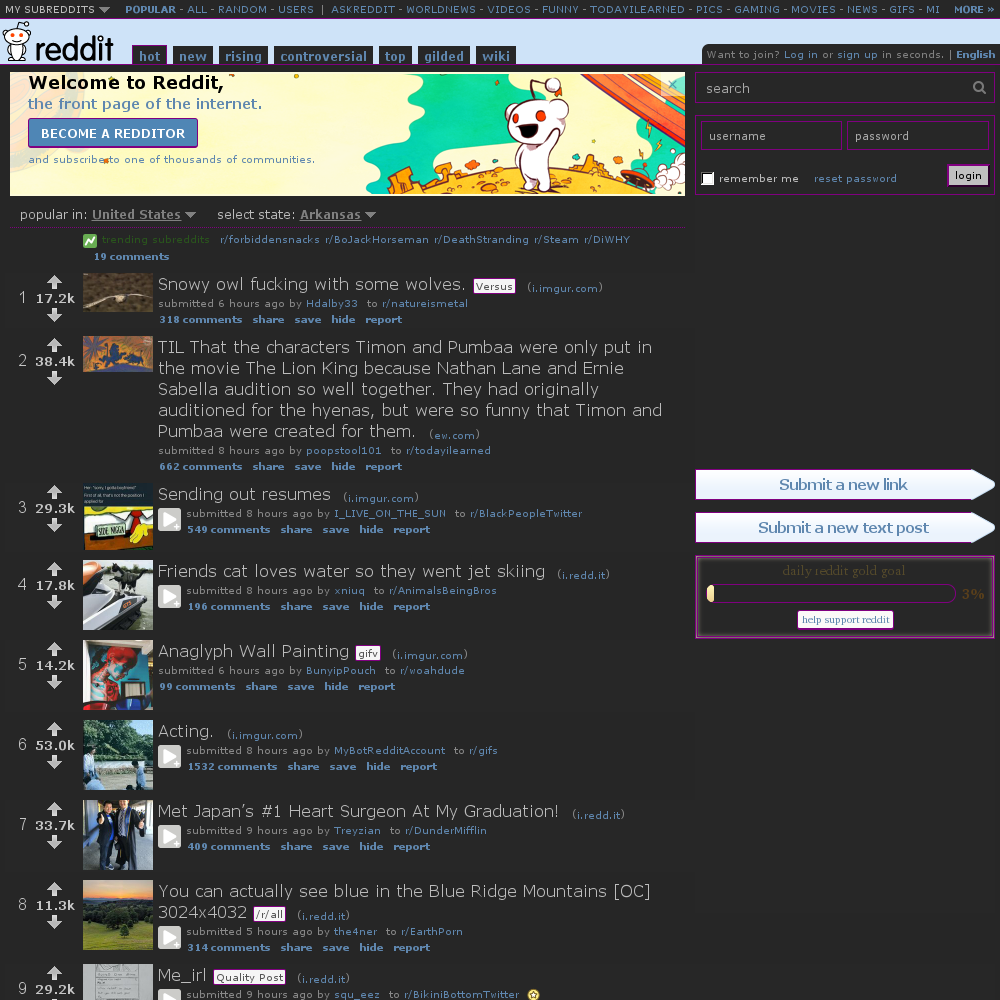 MY SUBREDDITS POPULAR - ALL - RANDOM - USERS | ASKREDDIT - WORLDNEWS - VIDEOS - FUNNY - TODAYILEARNED - PICS - GAMING - MOVIES - NEWS - GIFS - MI MORE »
reddit hot new rising controversial top gilded wiki
Want to join? Log in or sign up in seconds. | English
Welcome to Reddit,
the front page of the internet.
BECOME A REDDITOR
and subscribe to one of thousands of communities.
search
username password
remember me reset password login
popular in: United States select state: Arkansas
trending subreddits r/forbiddensnacks r/BoJackHorseman r/DeathStranding r/Steam r/DiWHY
19 comments
1 17.2k
Snowy owl fucking with some wolves. Versus (i.imgur.com)
submitted 6 hours ago by Hdalby33 to r/natureismetal
318 comments share save hide report
2 38.4k
TIL That the characters Timon and Pumbaa were only put in
the movie The Lion King because Nathan Lane and Ernie
Sabella audition so well together. They had originally
auditioned for the hyenas, but were so funny that Timon and
Pumbaa were created for them. (ew.com)
submitted 8 hours ago by poopstool101 to r/todayilearned
662 comments share save hide report
3 29.3k
SIDE NIGGA
Sending out resumes (i.imgur.com)
submitted 8 hours ago by I_LIVE_ON_THE_SUN to r/BlackPeopleTwitter
549 comments share save hide report
4 17.8k
Friends cat loves water so they went jet skiing (i.redd.it)
submitted 8 hours ago by xniuq to r/AnimalsBeingBros
196 comments share save hide report
5 14.2k
Anaglyph Wall Painting gifv (i.imgur.com)
submitted 6 hours ago by BunyipPouch to r/woahdude
99 comments share save hide report
6 53.0k
Acting. (i.imgur.com)
submitted 8 hours ago by MyBotRedditAccount to r/gifs
1532 comments share save hide report
7 33.7k
Met Japan's #1 Heart Surgeon At My Graduation! (i.redd.it)
submitted 9 hours ago by Treyzian to r/DunderMifflin
409 comments share save hide report
8 11.3k
You can actually see blue in the Blue Ridge Mountains [OC]
3024x4032 /r/all (i.redd.it)
submitted 5 hours ago by the4ner to r/EarthPorn
314 comments share save hide report
9 29.2k
Me_irl Quality Post (i.redd.it)
submitted 9 hours ago by squ_eez to r/BikiniBottomTwitter
Submit a new link
Submit a new text post
daily reddit gold goal
3%
help support reddit